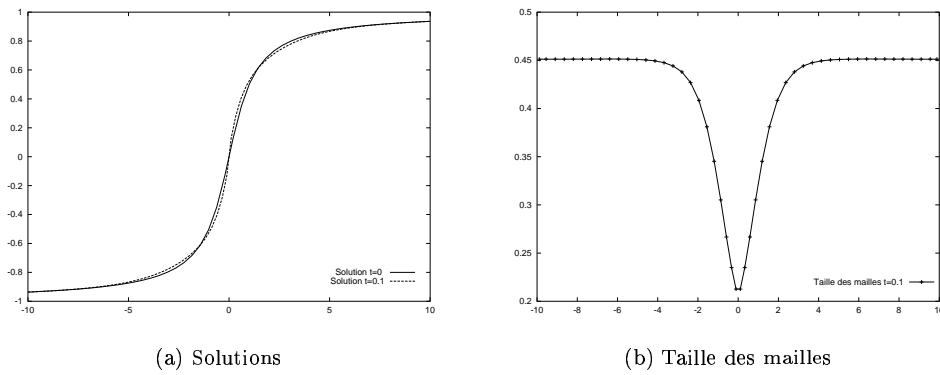 1
0.8
0.6
0.4
0.2
0
-0.2
-0.4
-0.6
-0.8
-1
-10 -5 0 5 10
Solution t=0
Solution t=0.1
(a) Solutions
0.5
0.45
0.4
0.35
0.3
0.25
0.2
-10 -8 -6 -4 -2 0 2 4 6 8 10
Taille des mailles t=0.1
(b) Taille des mailles